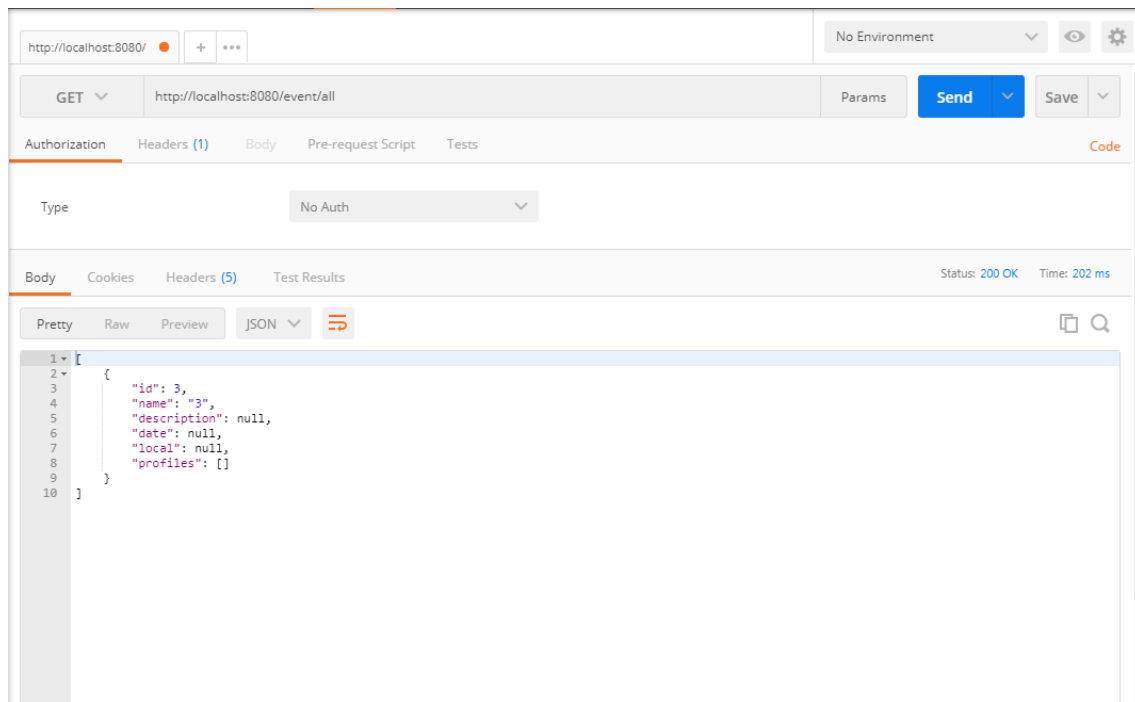 http://localhost:8080/ + ••• No Environment
GET http://localhost:8080/event/all Params Send Save
Authorization Headers (1) Body Pre-request Script Tests Code
Type No Auth
Body Cookies Headers (5) Test Results Status: 200 OK Time: 202 ms
Pretty Raw Preview JSON
1 [
2 {
3 "id": 3,
4 "name": "3",
5 "description": null,
6 "date": null,
7 "local": null,
8 "profiles": []
9 }
10 ]